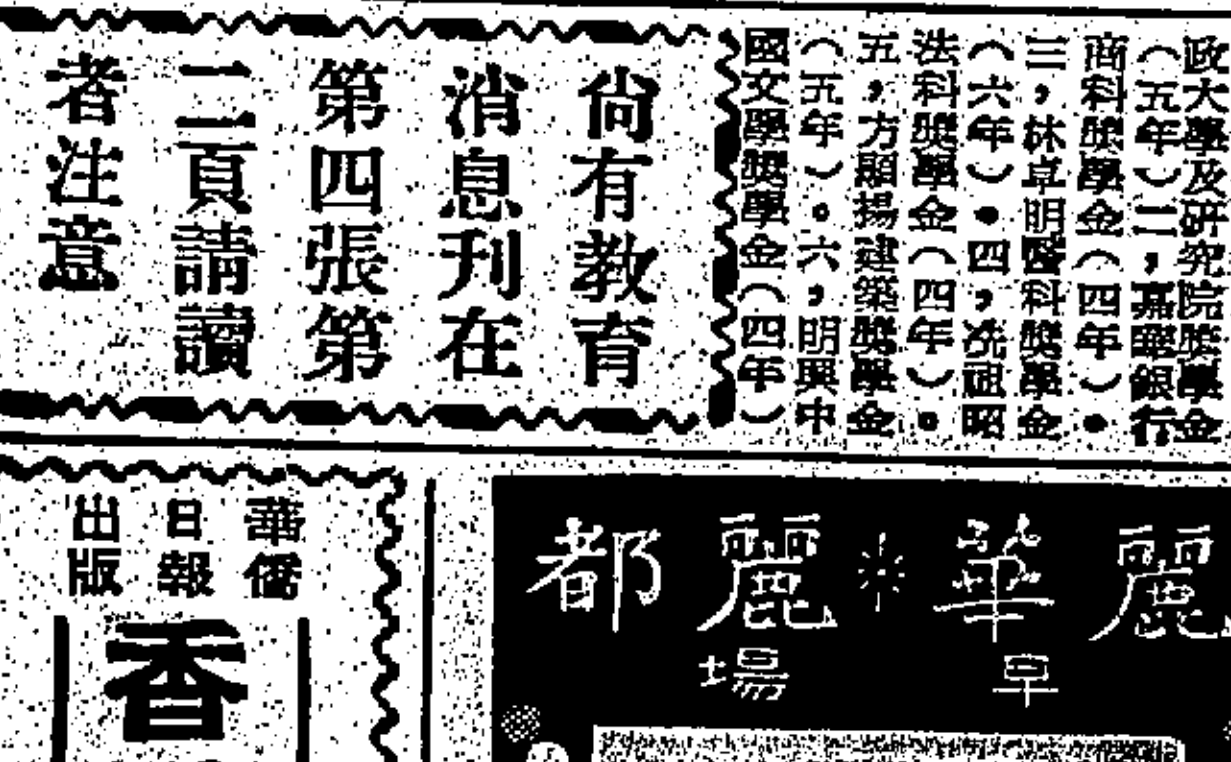 政大學及研究院獎學金
（五年）二，嘉華銀行
商科獎學金（四年）。
三，林卓明醫科獎學金
（六年）。四，冼祖昭
法科獎學金（四年）。
五，方顯揚建築獎學金
（五年）。六，明興中
國文學獎學金（四年）
尚有教育
消息刊在
第四張第
二頁請讀
者注意
華僑
日報
出版
香
麗華＊麗都
早場